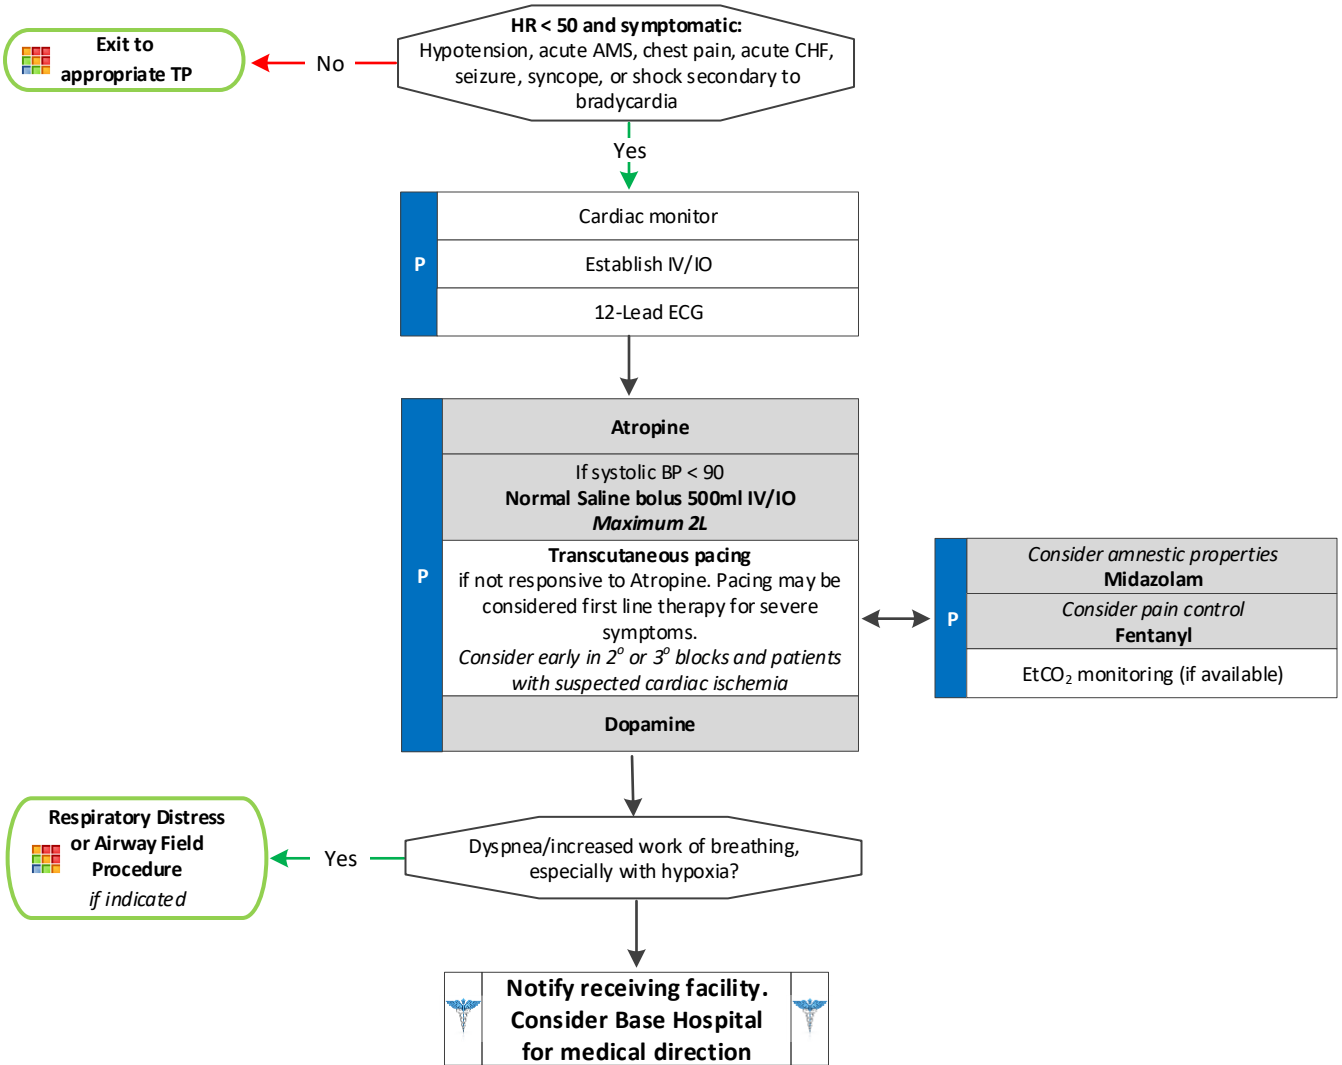 HR < 50 and symptomatic:
Hypotension, acute AMS, chest pain, acute CHF,
seizure, syncope, or shock secondary to
bradycardia
No
Exit to
appropriate TP
Yes
P
Cardiac monitor
Establish IV/IO
12-Lead ECG
P
Atropine
If systolic BP < 90
Normal Saline bolus 500ml IV/IO
Maximum 2L
Transcutaneous pacing
if not responsive to Atropine. Pacing may be
considered first line therapy for severe
symptoms.
Consider early in 2° or 3° blocks and patients
with suspected cardiac ischemia
Dopamine
P
Consider amnestic properties
Midazolam
Consider pain control
Fentanyl
EtCO₂ monitoring (if available)
Dyspnea/increased work of breathing,
especially with hypoxia?
Yes
Respiratory Distress
or Airway Field
Procedure
if indicated
Notify receiving facility.
Consider Base Hospital
for medical direction